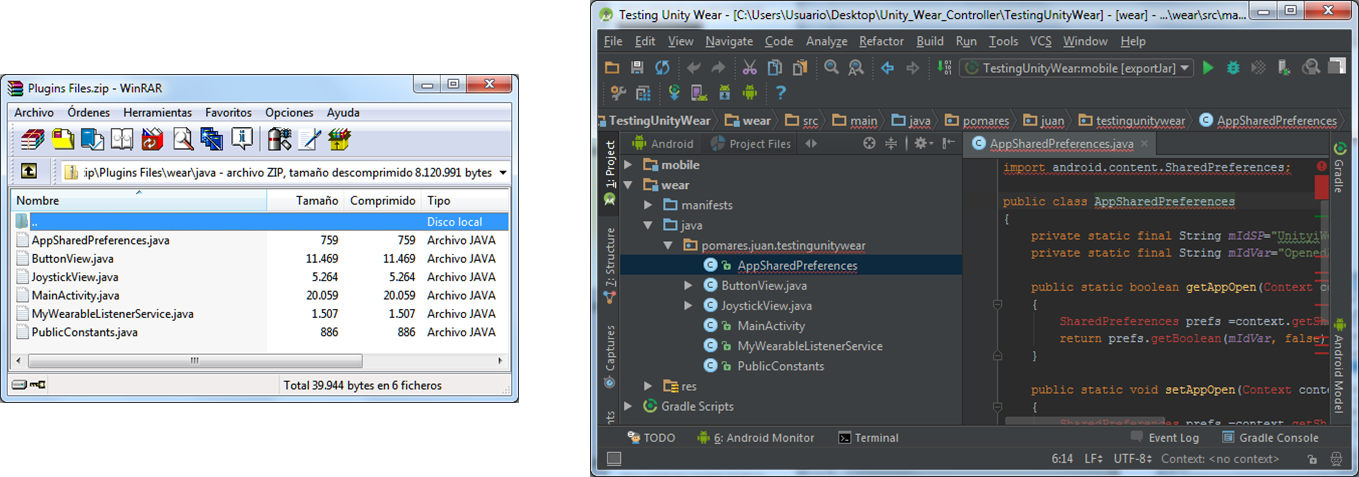 Plugins Files.zip - WinRAR
Archivo Órdenes Herramientas Favoritos Opciones Ayuda
:ip\Plugins Files\wear\java - archivo ZIP, tamaño descomprimido 8.120.991 bytes
Nombre Tamaño Comprimido Tipo
.. Disco local
AppSharedPreferences.java 759 759 Archivo JAVA
ButtonView.java 11.469 11.469 Archivo JAVA
JoystickView.java 5.264 5.264 Archivo JAVA
MainActivity.java 20.059 20.059 Archivo JAVA
MyWearableListenerService.java 1.507 1.507 Archivo JAVA
PublicConstants.java 886 886 Archivo JAVA
Total 39.944 bytes en 6 ficheros
Testing Unity Wear - [C:\Users\Usuario\Desktop\Unity_Wear_Controller\TestingUnityWear] - [wear] - ...\wear\src\ma...
File Edit View Navigate Code Analyze Refactor Build Run Tools VCS Window Help
TestingUnityWear:mobile [exportJar]
TestingUnityWear wear src main java pomares juan testingunitywear AppSharedPreferences
1: Project
7: Structure
Captures
Android Project Files
mobile
wear
manifests
java
pomares.juan.testingunitywear
AppSharedPreferences
ButtonView.java
JoystickView.java
MainActivity
MyWearableListenerService
PublicConstants
res
Gradle Scripts
AppSharedPreferences.java
import android.content.SharedPreferences;
public class AppSharedPreferences
{
private static final String mIdSP="UnityiW
private static final String mIdVar="Opened
public static boolean getAppOpen(Context co
{
SharedPreferences prefs =context.getSh
return prefs.getBoolean(mIdVar, false)
}
public static void setAppOpen(Context conte
{
SharedPreferences prefs =context.getSh
Gradle
Android Model
TODO 6: Android Monitor Terminal Event Log Gradle Console
6:14 LF UTF-8 Context: <no context>